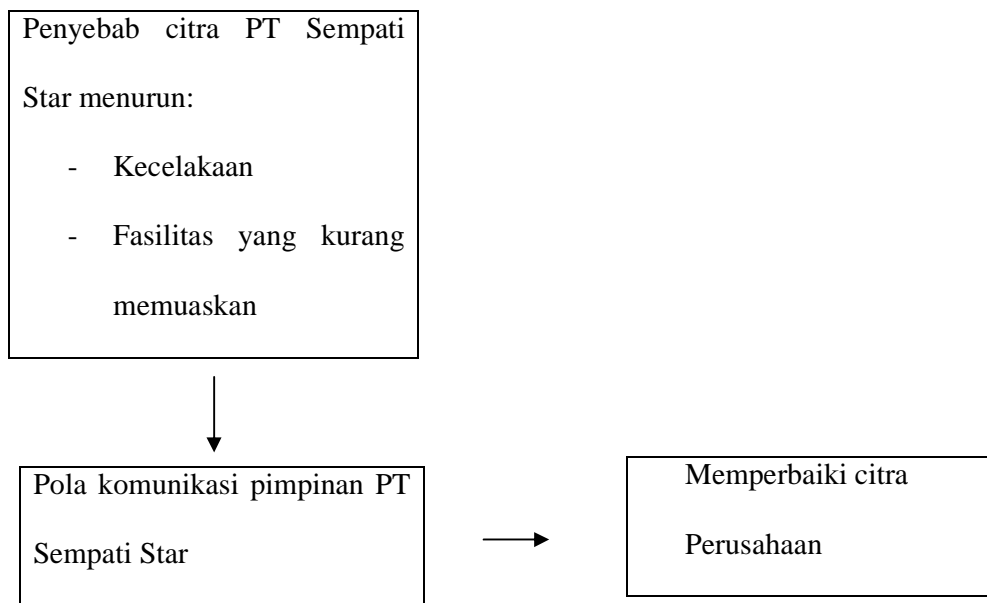 Penyebab citra PT Sempati
Star menurun:
- Kecelakaan
- Fasilitas yang kurang
memuaskan
Pola komunikasi pimpinan PT
Sempati Star
Memperbaiki citra
Perusahaan